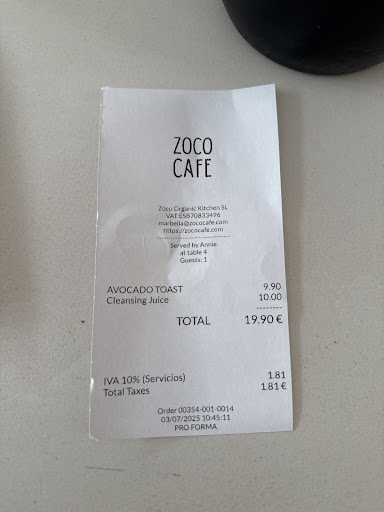 ZOCO
CAFE
Zoco Organic Kitchen SL
VAT:ESB70833496
marbella@zococafe.com
https://zococafe.com
Served by Annie
at table 4
Guests: 1
AVOCADO TOAST 9.90
Cleansing Juice 10.00
TOTAL 19.90 €
IVA 10% (Servicios) 1.81
Total Taxes 1.81 €
Order 00354-001-0014
03/07/2025 10:45:11
PRO FORMA